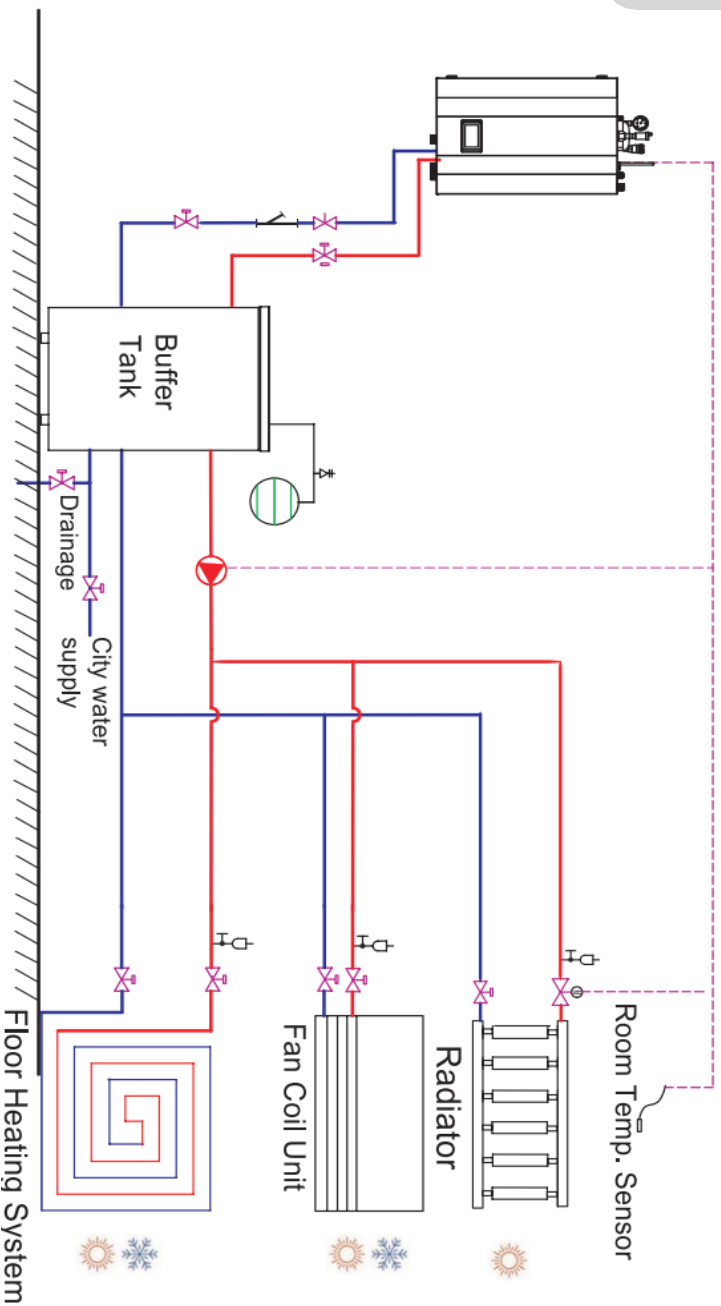 Buffer
Tank
Drainage
City water
supply
Room Temp. Sensor
Radiator
Fan Coil Unit
Floor Heating System